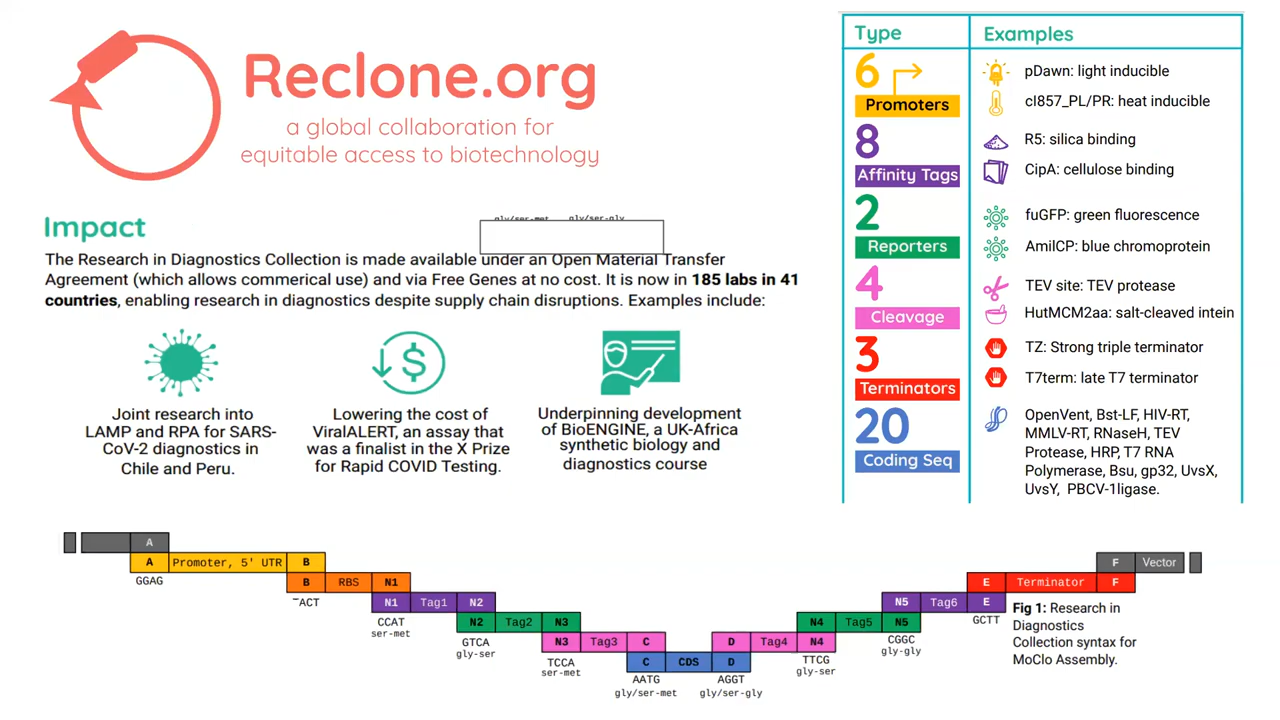 Reclone.org
a global collaboration for
equitable access to biotechnology
Impact
gly/ser-met gly/ser-gly
The Research in Diagnostics Collection is made available under an Open Material Transfer
Agreement (which allows commerical use) and via Free Genes at no cost. It is now in 185 labs in 41
countries, enabling research in diagnostics despite supply chain disruptions. Examples include:
Joint research into
LAMP and RPA for SARS-
CoV-2 diagnostics in
Chile and Peru.
Lowering the cost of
ViralALERT, an assay that
was a finalist in the X Prize
for Rapid COVID Testing.
Underpinning development
of BioENGINE, a UK-Africa
synthetic biology and
diagnostics course
Type Examples
6
Promoters
pDawn: light inducible
cI857_PL/PR: heat inducible
8
Affinity Tags
R5: silica binding
CipA: cellulose binding
2
Reporters
fuGFP: green fluorescence
AmilCP: blue chromoprotein
4
Cleavage
TEV site: TEV protease
HutMCM2aa: salt-cleaved intein
3
Terminators
TZ: Strong triple terminator
T7term: late T7 terminator
20
Coding Seq
OpenVent, Bst-LF, HIV-RT,
MMLV-RT, RNaseH, TEV
Protease, HRP, T7 RNA
Polymerase, Bsu, gp32, UvsX,
UvsY, PBCV-1ligase.
A
A Promoter, 5' UTR B
GGAG
B RBS N1
TACT
N1 Tag1 N2
CCAT
ser-met
N2 Tag2 N3
GTCA
gly-ser
N3 Tag3 C
TCCA
ser-met
C CDS D
AATG
gly/ser-met
AGGT
gly/ser-gly
D Tag4 N4
TTCG
gly-ser
N4 Tag5 N5
CGGC
gly-gly
N5 Tag6 E
GCTT
E Terminator F
F Vector
Fig 1: Research in
Diagnostics
Collection syntax for
MoClo Assembly.